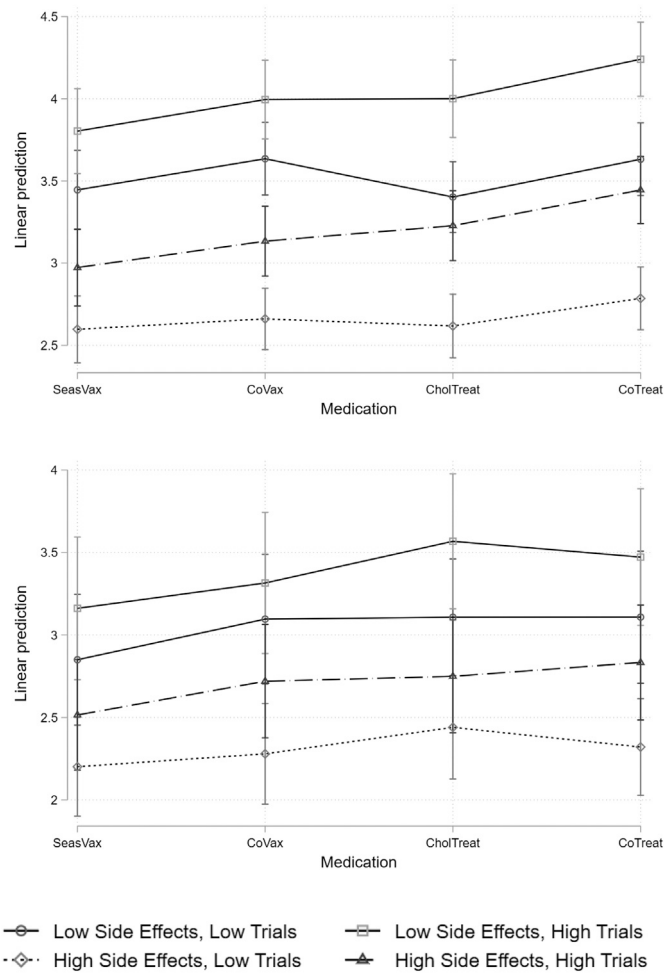 4.5
4
3.5
3
2.5
Linear prediction
SeasVax CoVax CholTreat CoTreat
Medication
4
3.5
3
2.5
2
Linear prediction
SeasVax CoVax CholTreat CoTreat
Medication
Low Side Effects, Low Trials Low Side Effects, High Trials
High Side Effects, Low Trials High Side Effects, High Trials